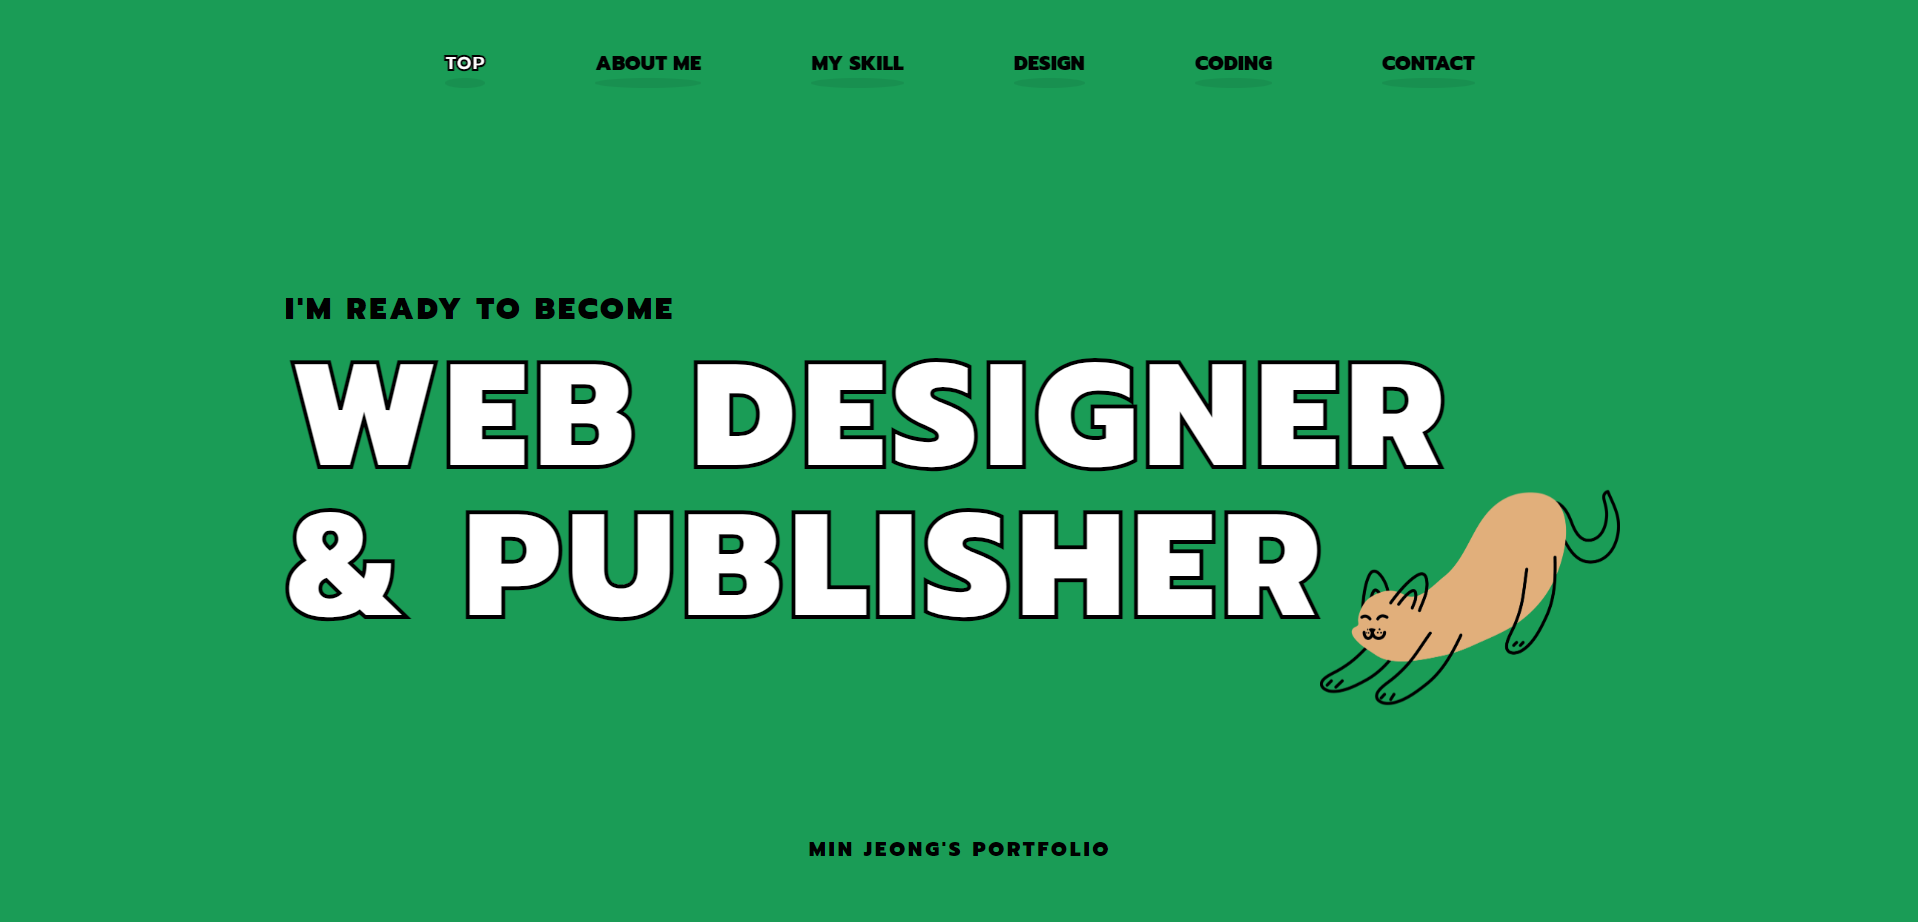 TOP ABOUT ME MY SKILL DESIGN CODING CONTACT
I'M READY TO BECOME
WEB DESIGNER
& PUBLISHER
MIN JEONG'S PORTFOLIO